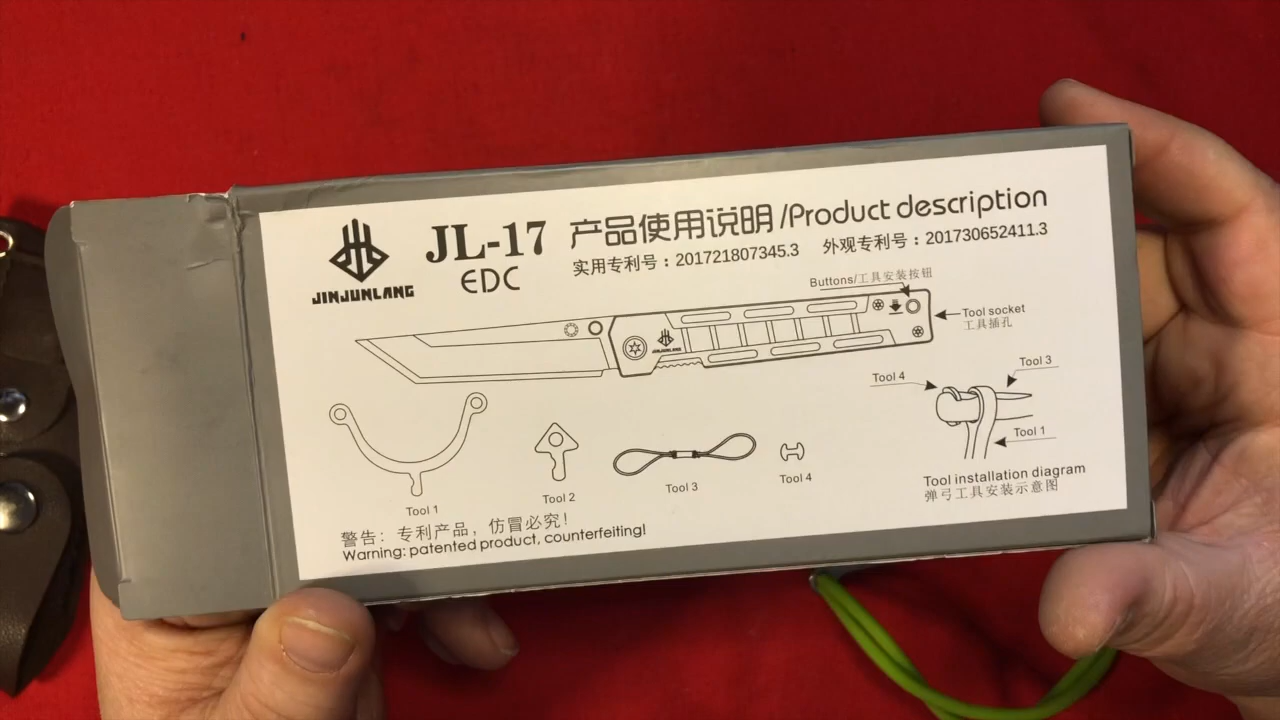 JINJUNLANG
JL-17
EDC
产品使用说明/Product description
实用专利号：201721807345.3 外观专利号：201730652411.3
Buttons/工具安装按钮
Tool socket
工具插孔
JINJUNLANG
Tool 4
Tool 3
Tool 1
Tool 1
Tool 2
Tool 3
Tool 4
Tool installation diagram
弹弓工具安装示意图
警告：专利产品，仿冒必究！
Warning: patented product, counterfeiting!